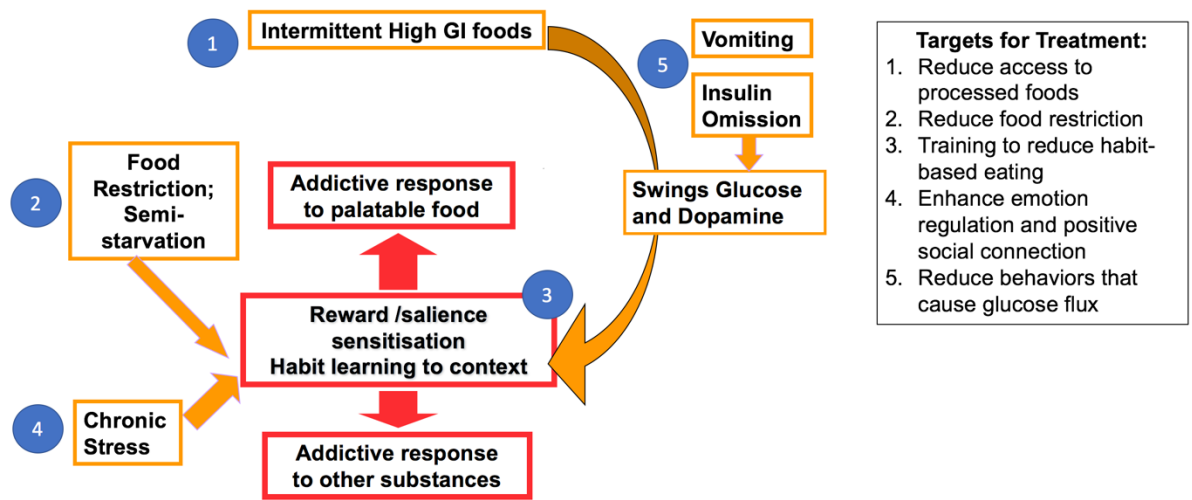 1
Intermittent High GI foods
5
Vomiting
Insulin
Omission
Swings Glucose
and Dopamine
2
Food
Restriction;
Semi-
starvation
Addictive response
to palatable food
3
Reward /salience
sensitisation
Habit learning to context
4
Chronic
Stress
Addictive response
to other substances
Targets for Treatment:
1. Reduce access to
processed foods
2. Reduce food restriction
3. Training to reduce habit-
based eating
4. Enhance emotion
regulation and positive
social connection
5. Reduce behaviors that
cause glucose flux